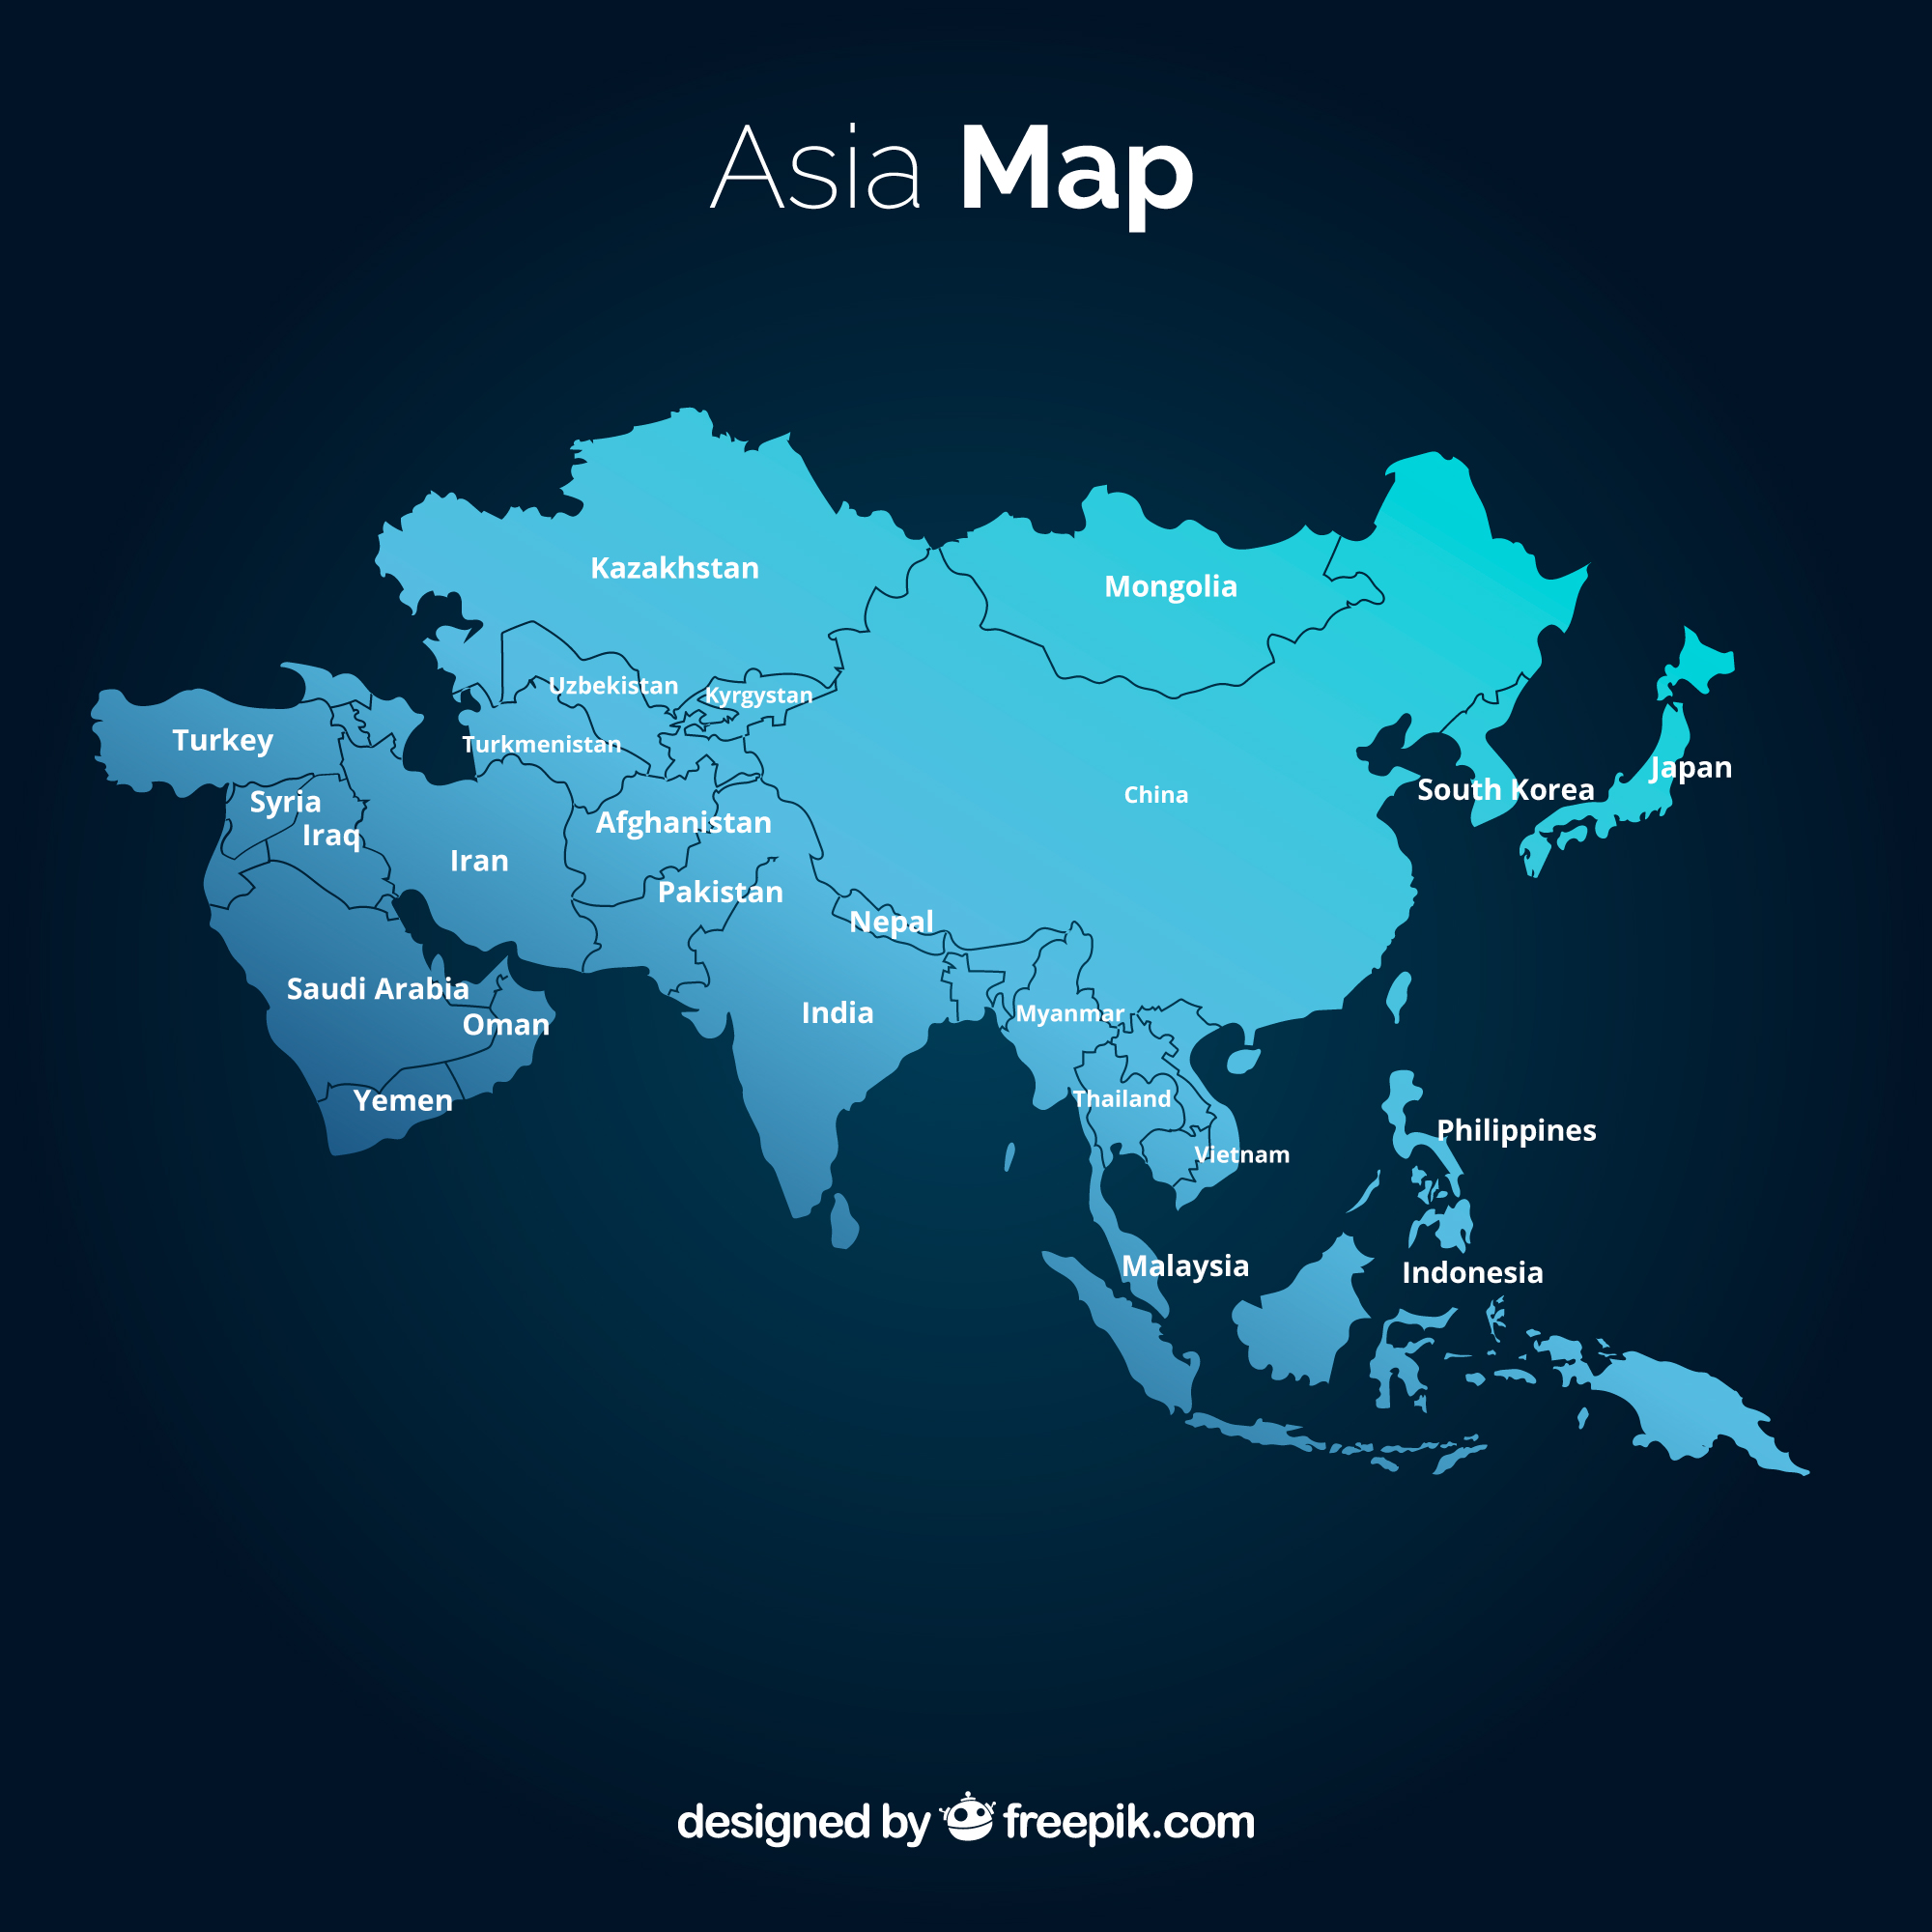 Asia Map
Kazakhstan
Mongolia
Uzbekistan
Kyrgystan
Turkey
Turkmenistan
Japan
South Korea
China
Syria
Afghanistan
Iraq
Iran
Pakistan
Nepal
Saudi Arabia
India
Myanmar
Oman
Yemen
Thailand
Philippines
Vietnam
Malaysia
Indonesia
designed by freepik.com